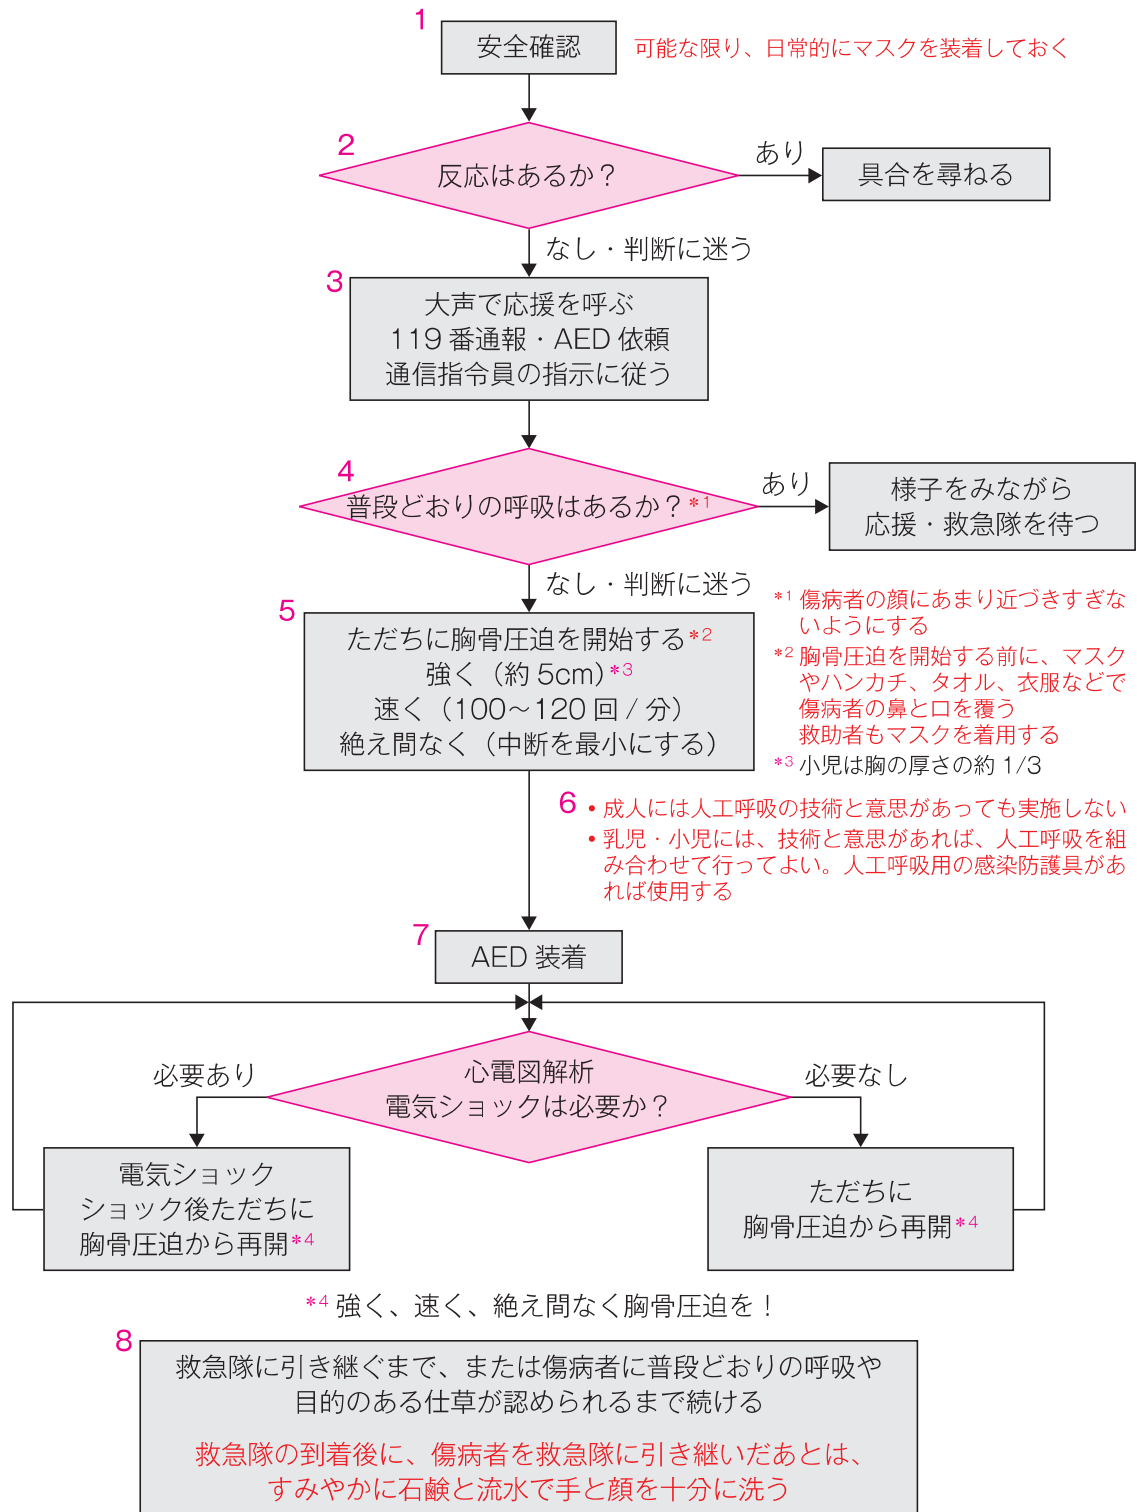 1
安全確認
可能な限り、日常的にマスクを装着しておく
2
反応はあるか？
あり
具合を尋ねる
なし・判断に迷う
3
大声で応援を呼ぶ
119 番通報・AED 依頼
通信指令員の指示に従う
4
普段どおりの呼吸はあるか？*1
あり
様子をみながら
応援・救急隊を待つ
なし・判断に迷う
5
ただちに胸骨圧迫を開始する*2
強く（約 5cm）*3
速く（100～120 回 / 分）
絶え間なく（中断を最小にする）
*1 傷病者の顔にあまり近づきすぎな
いようにする
*2 胸骨圧迫を開始する前に、マスク
やハンカチ、タオル、衣服などで
傷病者の鼻と口を覆う
救助者もマスクを着用する
*3 小児は胸の厚さの約 1/3
6
• 成人には人工呼吸の技術と意思があっても実施しない
• 乳児・小児には、技術と意思があれば、人工呼吸を組
み合わせて行ってよい。人工呼吸用の感染防護具があ
れば使用する
7
AED 装着
心電図解析
電気ショックは必要か？
必要あり
必要なし
電気ショック
ショック後ただちに
胸骨圧迫から再開*4
ただちに
胸骨圧迫から再開*4
*4 強く、速く、絶え間なく胸骨圧迫を！
8
救急隊に引き継ぐまで、または傷病者に普段どおりの呼吸や
目的のある仕草が認められるまで続ける
救急隊の到着後に、傷病者を救急隊に引き継いだあとは、
すみやかに石鹸と流水で手と顔を十分に洗う